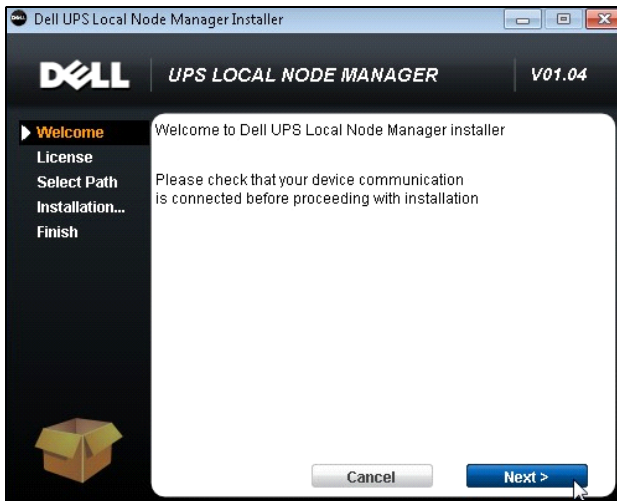 Dell UPS Local Node Manager Installer
DELL
UPS LOCAL NODE MANAGER
V01.04
Welcome
License
Select Path
Installation...
Finish
Welcome to Dell UPS Local Node Manager installer
Please check that your device communication
is connected before proceeding with installation
Cancel
Next >